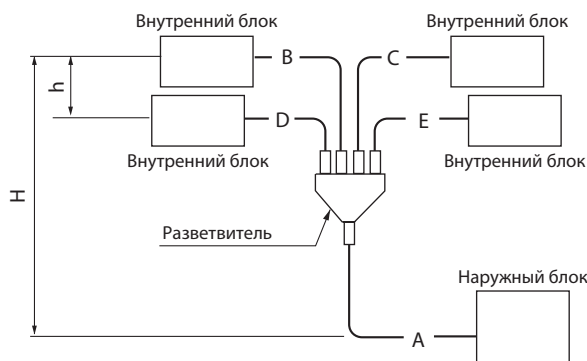 Внутренний блок
Внутренний блок
B
C
h
D
E
Внутренний блок
Внутренний блок
H
Разветвитель
Наружный блок
A